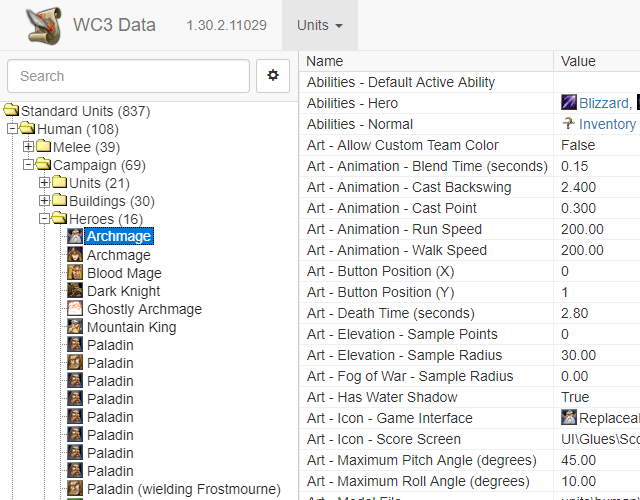 WC3 Data 1.30.2.11029 Units
Search
Standard Units (837)
Human (108)
Melee (39)
Campaign (69)
Units (21)
Buildings (30)
Heroes (16)
Archmage
Archmage
Blood Mage
Dark Knight
Ghostly Archmage
Mountain King
Paladin
Paladin
Paladin
Paladin
Paladin
Paladin
Paladin
Paladin
Paladin (wielding Frostmourne)
Name Value
Abilities - Default Active Ability
Abilities - Hero Blizzard,
Abilities - Normal Inventory
Art - Allow Custom Team Color False
Art - Animation - Blend Time (seconds) 0.15
Art - Animation - Cast Backswing 2.400
Art - Animation - Cast Point 0.300
Art - Animation - Run Speed 200.00
Art - Animation - Walk Speed 200.00
Art - Button Position (X) 0
Art - Button Position (Y) 1
Art - Death Time (seconds) 2.80
Art - Elevation - Sample Points 0
Art - Elevation - Sample Radius 30.00
Art - Fog of War - Sample Radius 0.00
Art - Has Water Shadow True
Art - Icon - Game Interface Replaceal
Art - Icon - Score Screen UI\Glues\Sco
Art - Maximum Pitch Angle (degrees) 45.00
Art - Maximum Roll Angle (degrees) 10.00